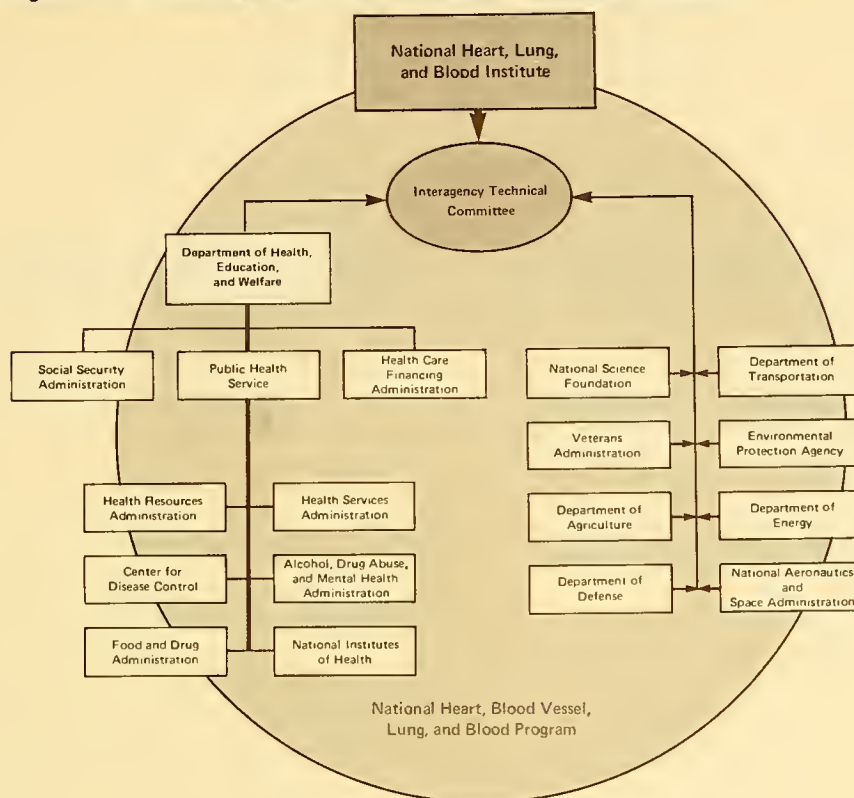 National Heart, Lung,
and Blood Institute
Interagency Technical
Committee
Department of Health,
Education,
and Welfare
Social Security
Administration
Public Health
Service
Health Care
Financing
Administration
National Science
Foundation
Department of
Transportation
Veterans
Administration
Environmental
Protection Agency
Health Resources
Administration
Health Services
Administration
Department of
Agriculture
Department of
Energy
Center for
Disease Control
Alcohol, Drug Abuse,
and Mental Health
Administration
Department of
Defense
National Aeronautics
and
Space Administration
Food and Drug
Administration
National Institutes
of Health
National Heart, Blood Vessel,
Lung, and Blood Program